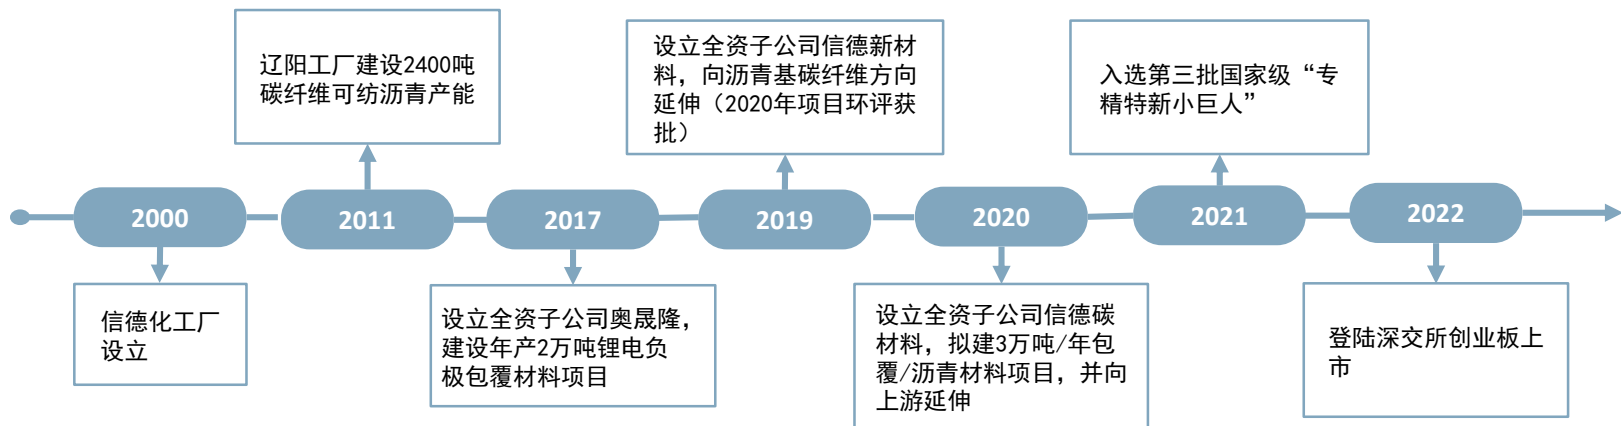 辽阳工厂建设2400吨
碳纤维可纺沥青产能
设立全资子公司信德新材
料，向沥青基碳纤维方向
延伸（2020年项目环评获
批）
入选第三批国家级“专
精特新小巨人”
2000
2011
2017
2019
2020
2021
2022
信德化工厂
设立
设立全资子公司奥晟隆，
建设年产2万吨锂电负
极包覆材料项目
设立全资子公司信德碳
材料，拟建3万吨/年包
覆/沥青材料项目，并向
上游延伸
登陆深交所创业板上
市